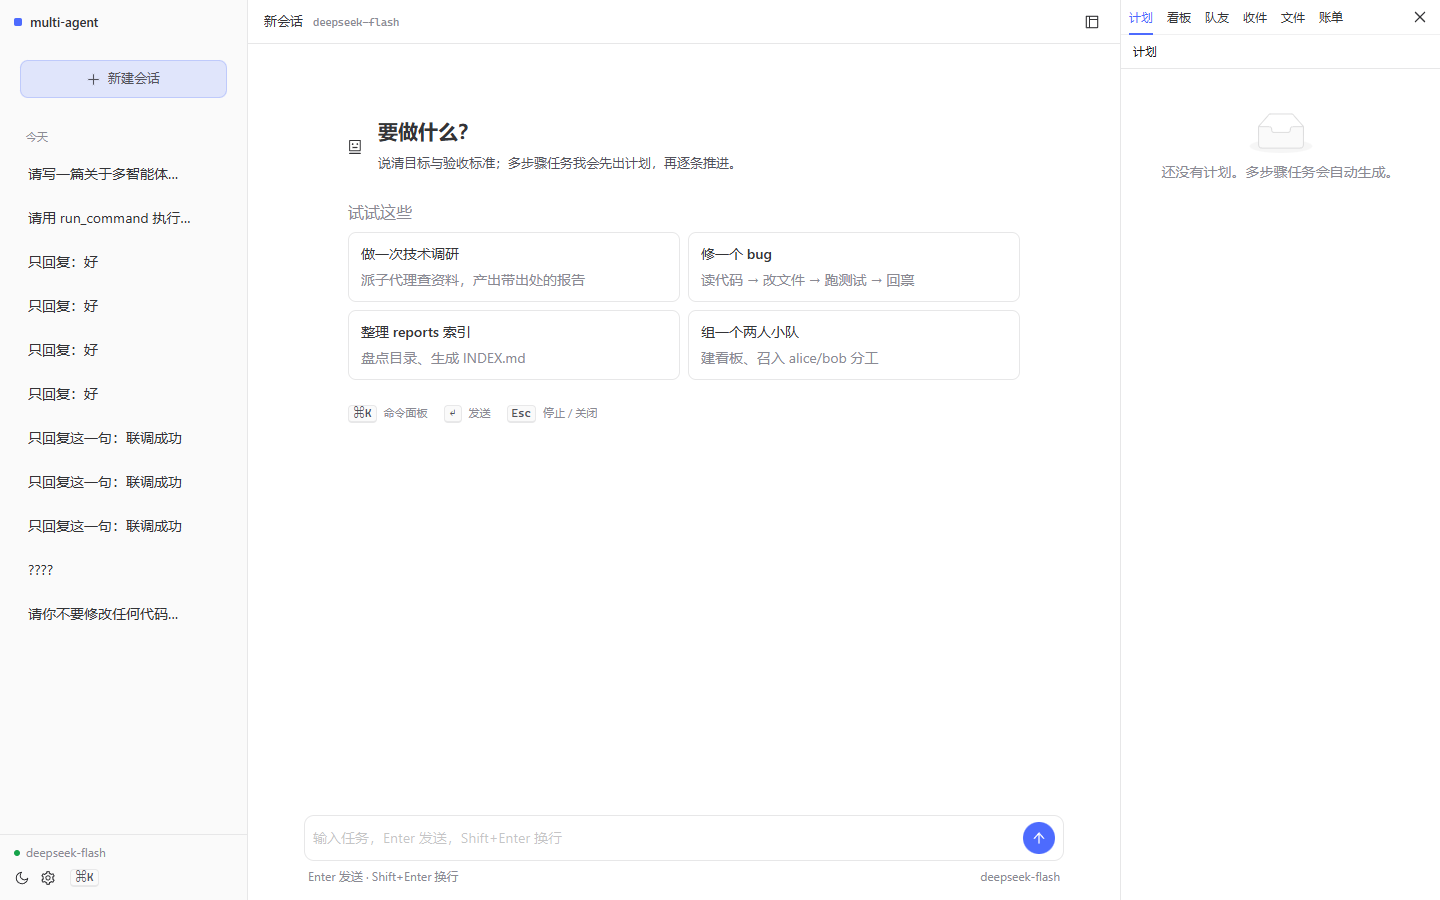 multi-agent
新建会话
今天
请写一篇关于多智能体...
请用 run_command 执行...
只回复：好
只回复：好
只回复：好
只回复：好
只回复这一句：联调成功
只回复这一句：联调成功
只回复这一句：联调成功
????
请你不要修改任何代码...
deepseek-flash
⌘K
新会话 deepseek-flash
要做什么？
说清目标与验收标准；多步骤任务我会先出计划，再逐条推进。
试试这些
做一次技术调研
派子代理查资料，产出带出处的报告
修一个 bug
读代码 → 改文件 → 跑测试 → 回禀
整理 reports 索引
盘点目录、生成 INDEX.md
组一个两人小队
建看板、召入 alice/bob 分工
⌘K 命令面板 ↵ 发送 Esc 停止 / 关闭
输入任务，Enter 发送，Shift+Enter 换行
Enter 发送 · Shift+Enter 换行
deepseek-flash
计划 看板 队友 收件 文件 账单
计划
还没有计划。多步骤任务会自动生成。